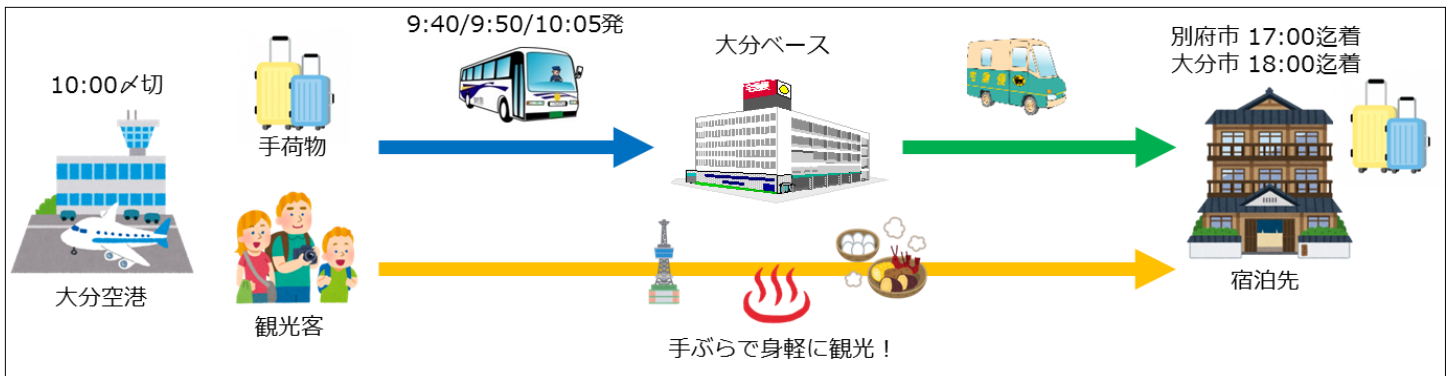 10:00〆切
大分空港
手荷物
観光客
9:40/9:50/10:05発
大分ベース
手ぶらで身軽に観光！
別府市 17:00迄着
大分市 18:00迄着
宿泊先